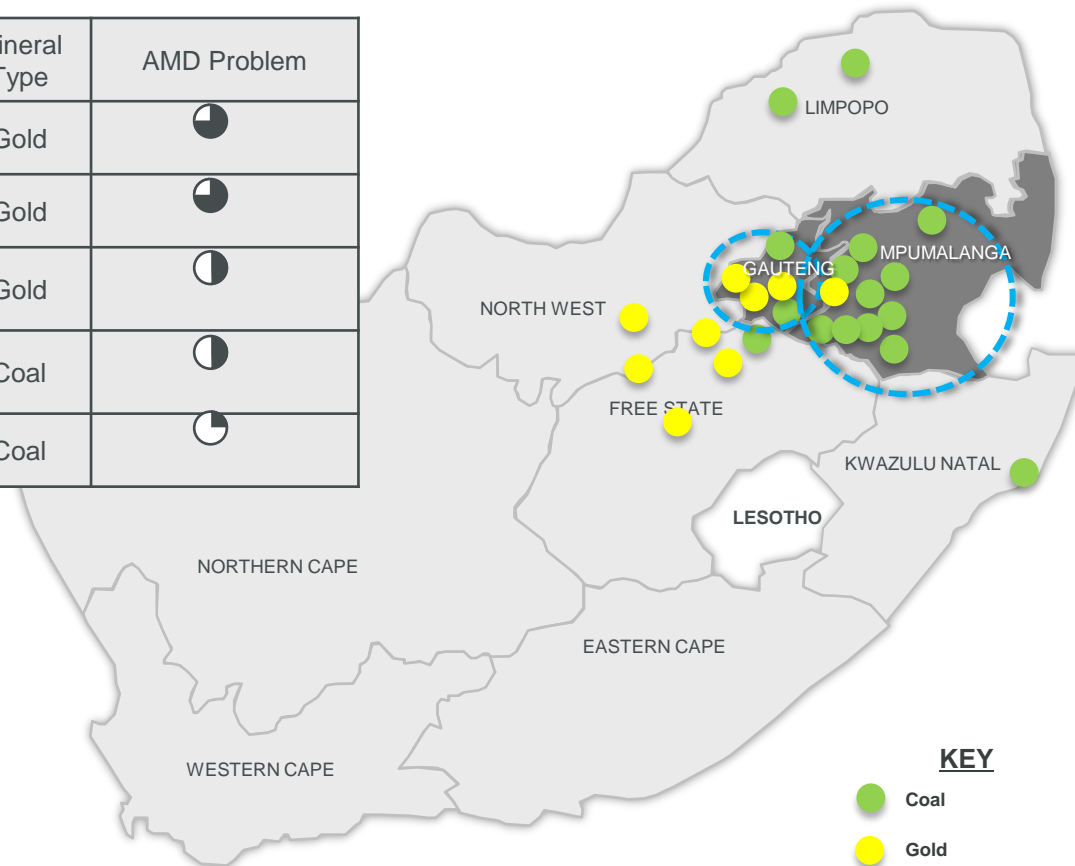 ineral
Type
AMD Problem
Gold
Gold
Gold
Coal
Coal
LIMPOPO
MPUMALANGA
GAUTENG
NORTH WEST
FREE STATE
KWAZULU NATAL
LESOTHO
NORTHERN CAPE
EASTERN CAPE
WESTERN CAPE
KEY
Coal
Gold